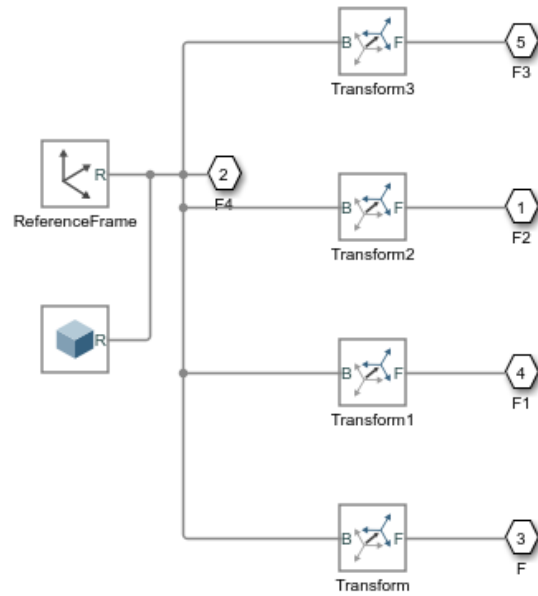 B F
Transform3
5
F3
R
ReferenceFrame
2
F4
B F
Transform2
1
F2
R
B F
Transform1
4
F1
B F
Transform
3
F